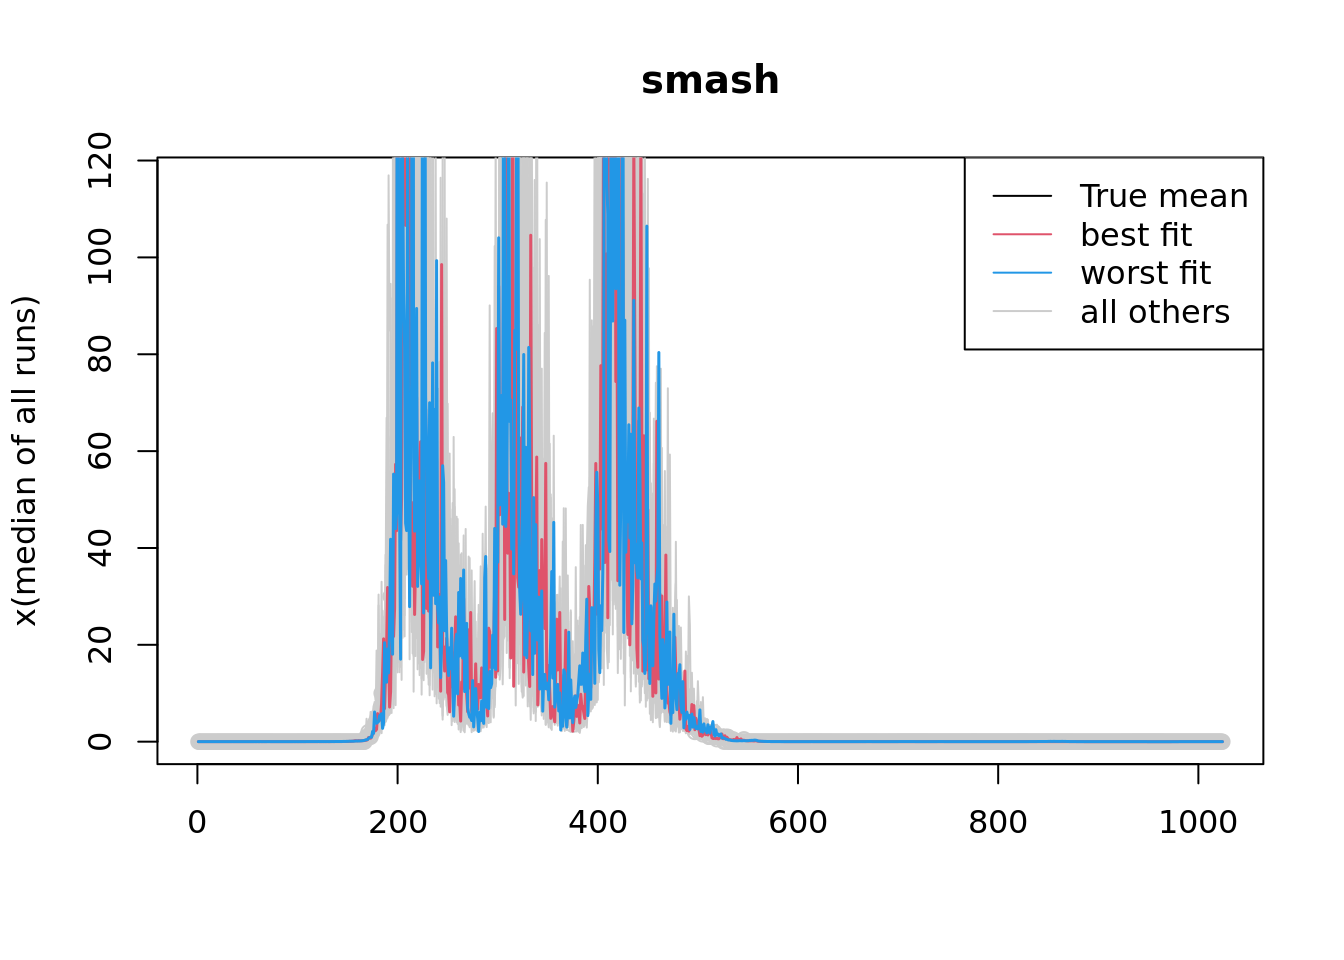 smash
x(median of all runs)
120
100
80
60
40
20
0
True mean
best fit
worst fit
all others
0 200 400 600 800 1000